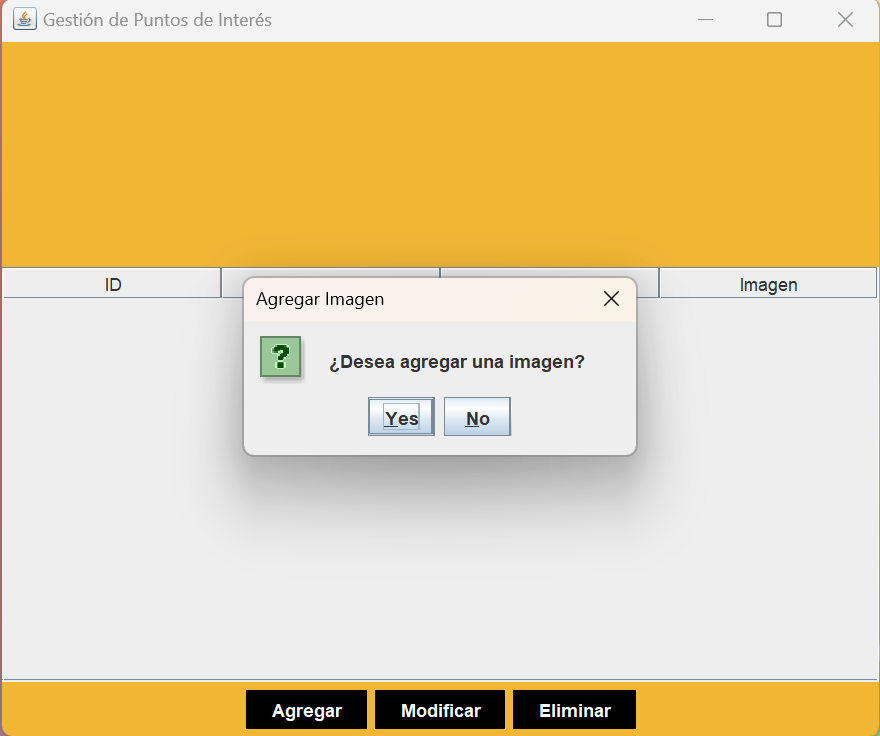 Gestión de Puntos de Interés
ID
Imagen
Agregar Imagen
?
¿Desea agregar una imagen?
Yes
No
Agregar
Modificar
Eliminar